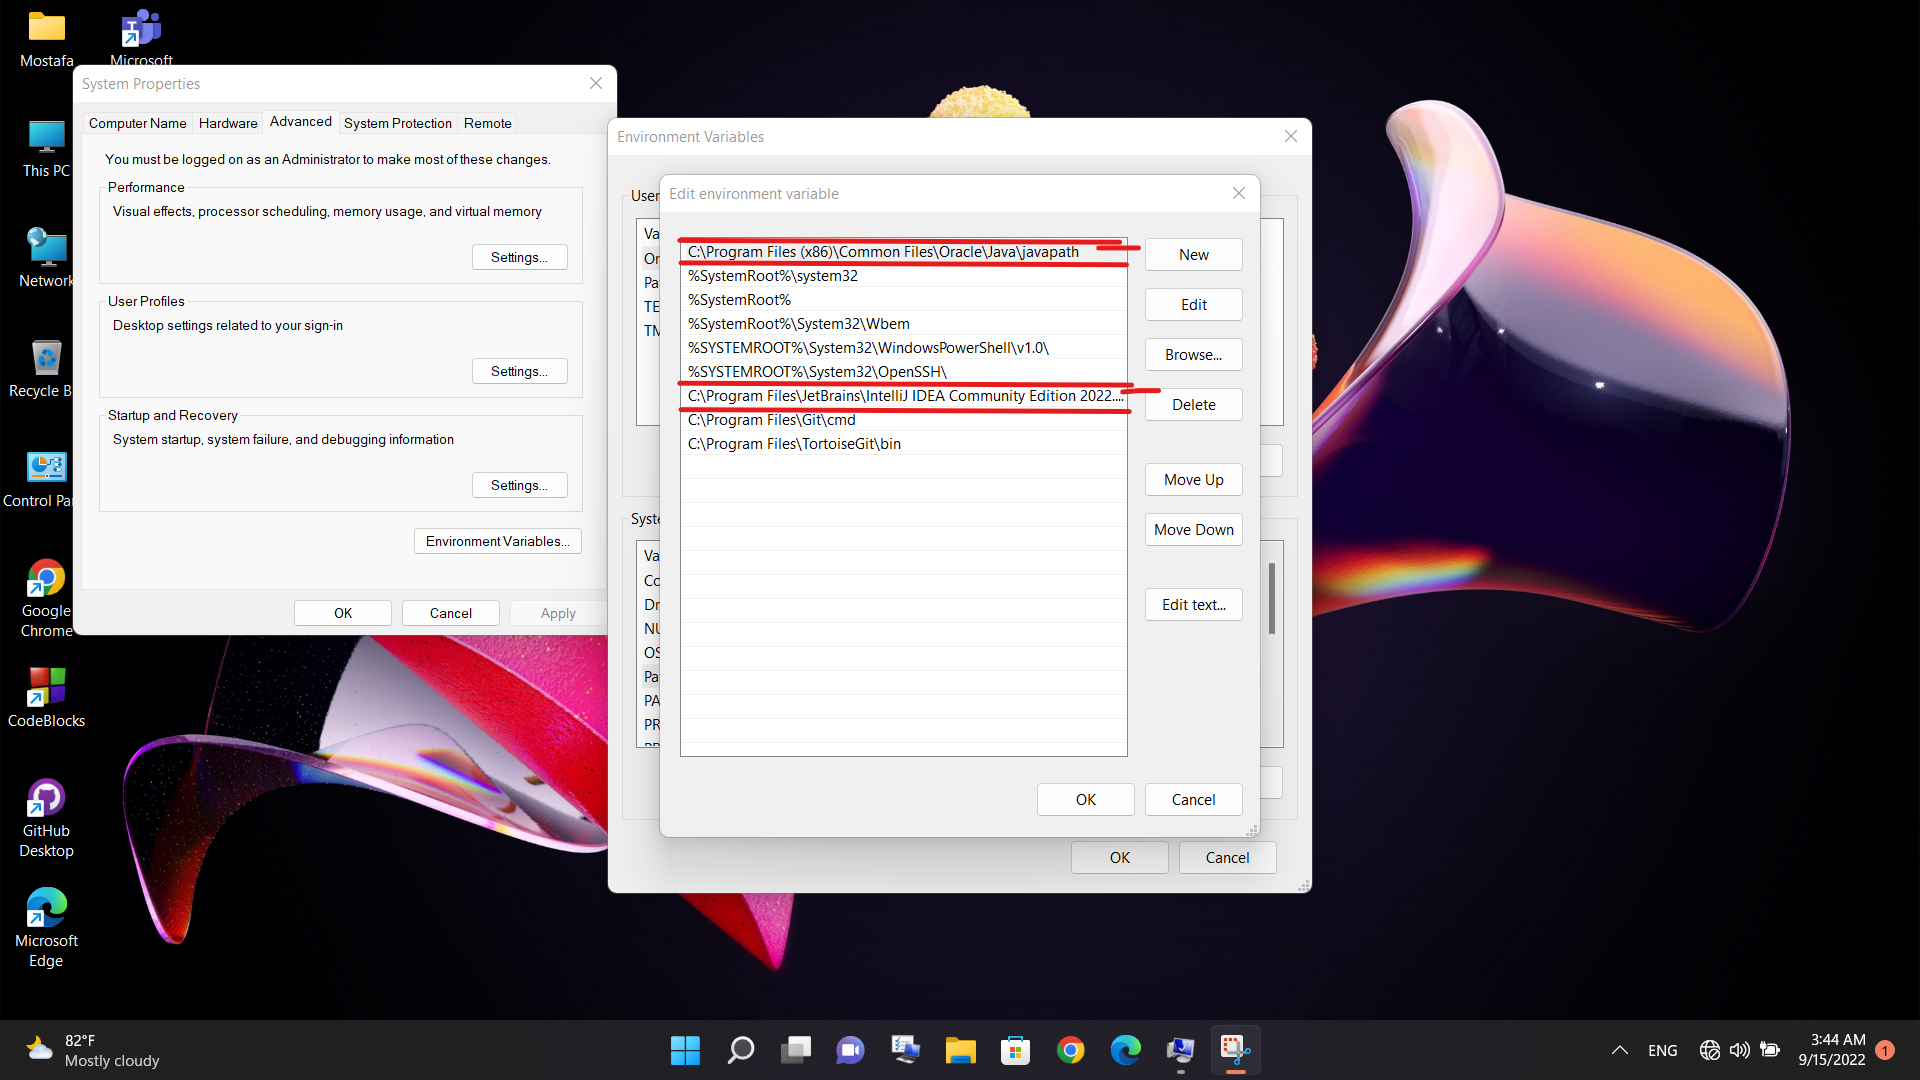 Mostafa
Microsoft
This PC
Network
Recycle B
Control Pa
Google
Chrome
CodeBlocks
GitHub
Desktop
Microsoft
Edge
System Properties
Computer Name
Hardware
Advanced
System Protection
Remote
You must be logged on as an Administrator to make most of these changes.
Performance
Visual effects, processor scheduling, memory usage, and virtual memory
Settings...
User Profiles
Desktop settings related to your sign-in
Settings...
Startup and Recovery
System startup, system failure, and debugging information
Settings...
Environment Variables...
OK
Cancel
Apply
Environment Variables
User
Va
Or
Pa
TE
TM
Syste
Va
Co
Dr
NU
OS
Pa
PA
PR
OK
Cancel
Edit environment variable
C:\Program Files (x86)\Common Files\Oracle\Java\javapath
%SystemRoot%\system32
%SystemRoot%
%SystemRoot%\System32\Wbem
%SYSTEMROOT%\System32\WindowsPowerShell\v1.0\
%SYSTEMROOT%\System32\OpenSSH\
C:\Program Files\JetBrains\IntelliJ IDEA Community Edition 2022....
C:\Program Files\Git\cmd
C:\Program Files\TortoiseGit\bin
New
Edit
Browse...
Delete
Move Up
Move Down
Edit text...
OK
Cancel
82°F
Mostly cloudy
ENG
3:44 AM
9/15/2022
1